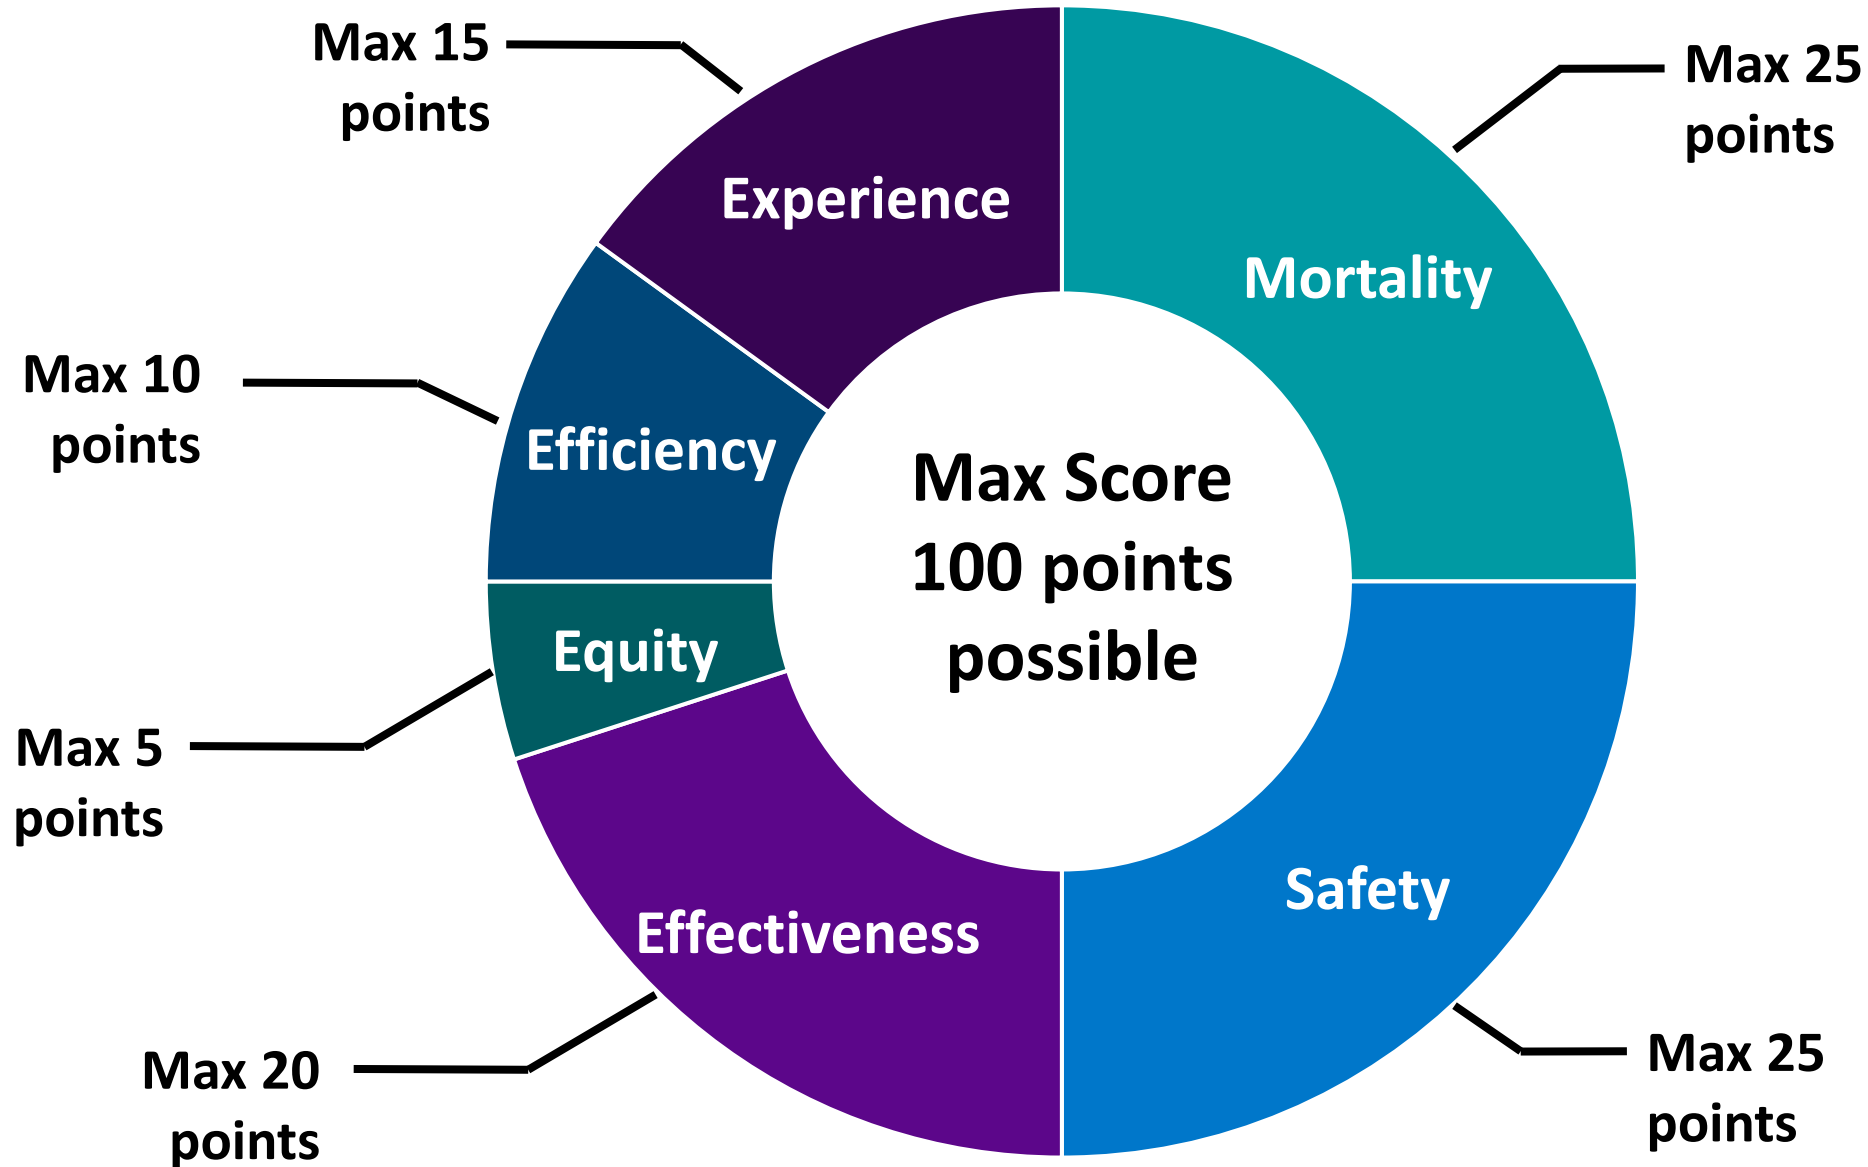 Max 15
points
Max 25
points
Experience
Mortality
Max 10
points
Efficiency
Max Score
100 points
possible
Equity
Max 5
points
Safety
Effectiveness
Max 20
points
Max 25
points